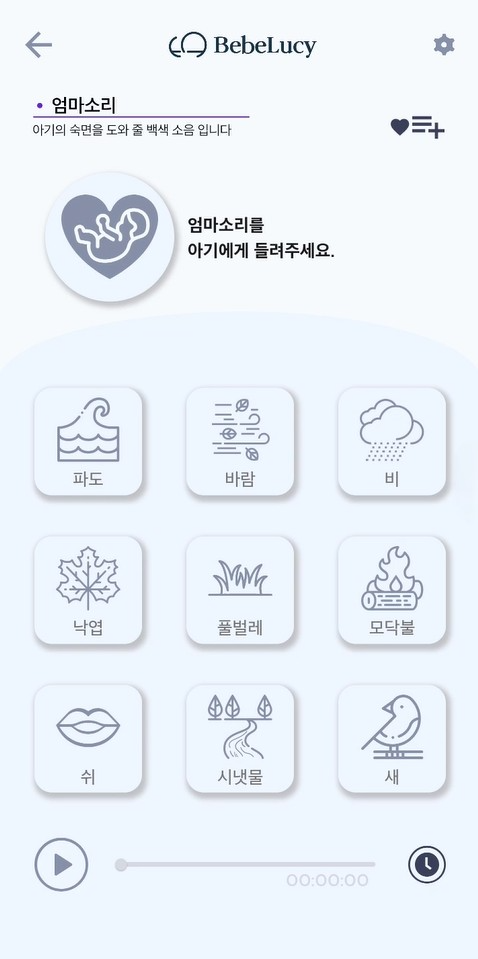 BebeLucy
엄마소리
아기의 숙면을 도와 줄 백색 소음 입니다
엄마소리를
아기에게 들려주세요.
파도
바람
비
낙엽
풀벌레
모닥불
쉬
시냇물
새
00:00:00